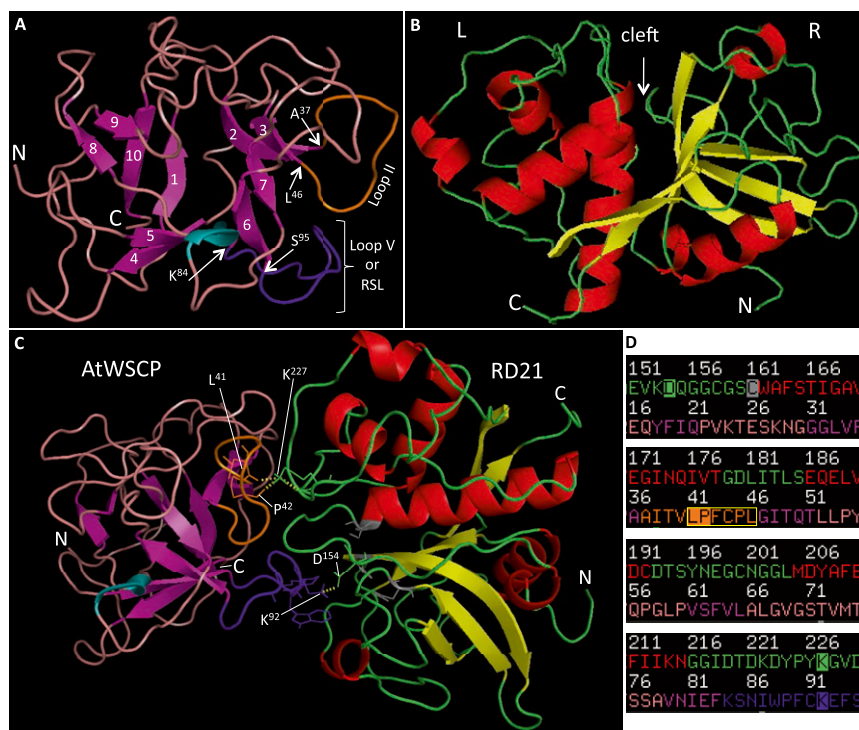 A
N
8
9
10
C
1
2
3
7
6
5
4
A37
L46
Loop II
K84
S95
Loop V
or
RSL
B
L
cleft
R
C
N
C
AtWSCP
RD21
L41
K227
P42
D154
K92
N
C
C
N
D
151 156 161 166
EVKDQGGCGSCWAFSTIGAV
16 21 26 31
EQYFIQPVKTESKNGGGLVF
171 176 181 186
EGINQIVTGDLITLSEQELV
36 41 46 51
AAITVLPFCPLGITQTLLPY
191 196 201 206
DCDTSYNEGCNGGLMDYAFE
56 61 66 71
QPGLPVSFVLALGVGSTVMT
211 216 221 226
FIIKNGGIDTDKDYPYKGVD
76 81 86 91
SSAVNIEFKSNIWPFCKEFS